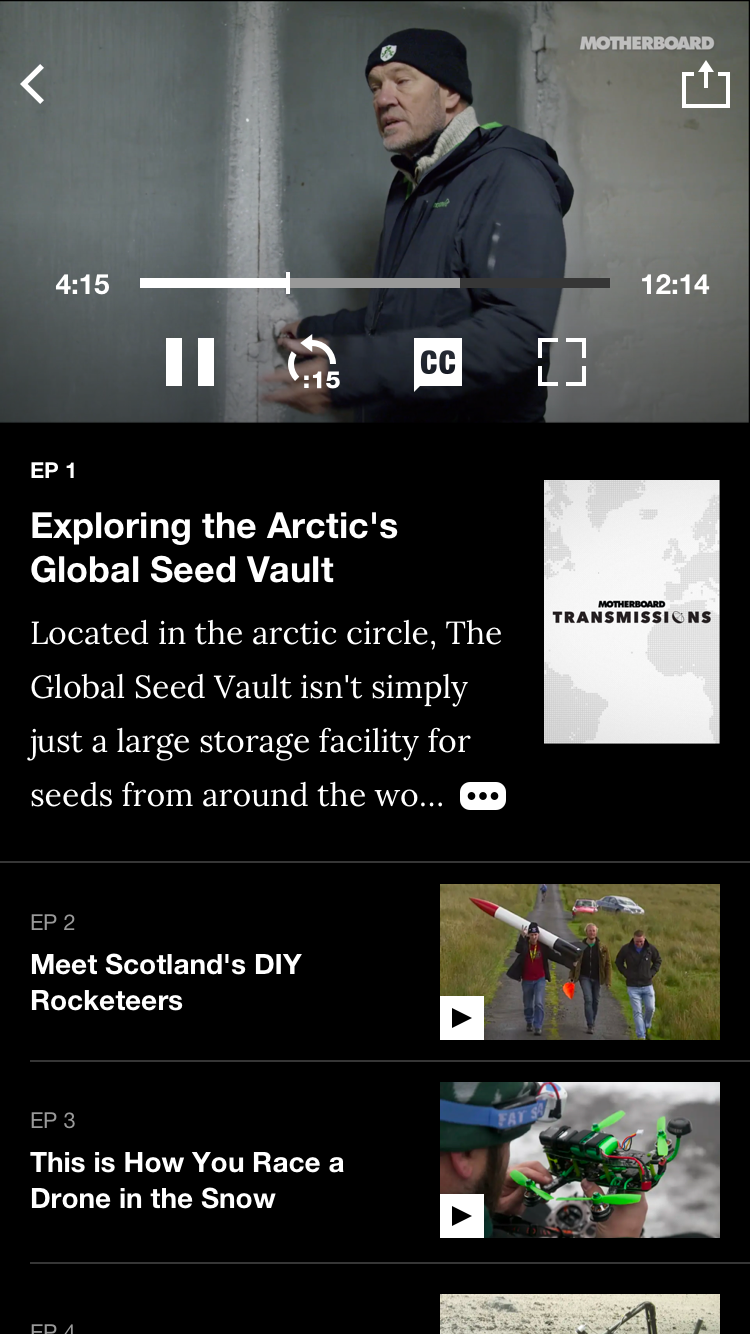 MOTHERBOARD
4:15
12:14
:15
CC
EP 1
Exploring the Arctic's
Global Seed Vault
Located in the arctic circle, The
Global Seed Vault isn't simply
just a large storage facility for
seeds from around the wo...
MOTHERBOARD
TRANSMISSIONS
EP 2
Meet Scotland's DIY
Rocketeers
EP 3
This is How You Race a
Drone in the Snow
FAT S
EP 4